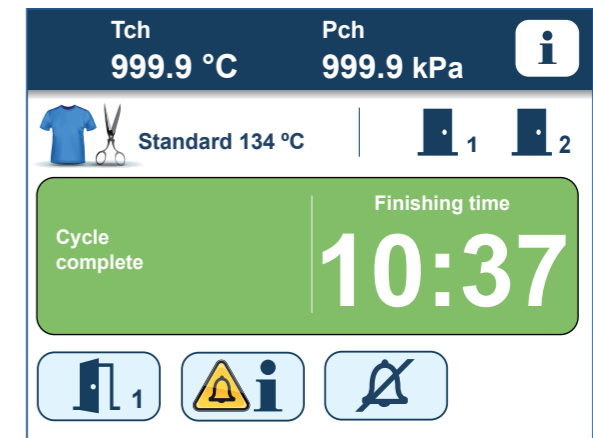 Tch Pch
999.9 °C 999.9 kPa
i
Standard 134 ºC
1
2
Finishing time
Cycle
complete
10:37
1
i